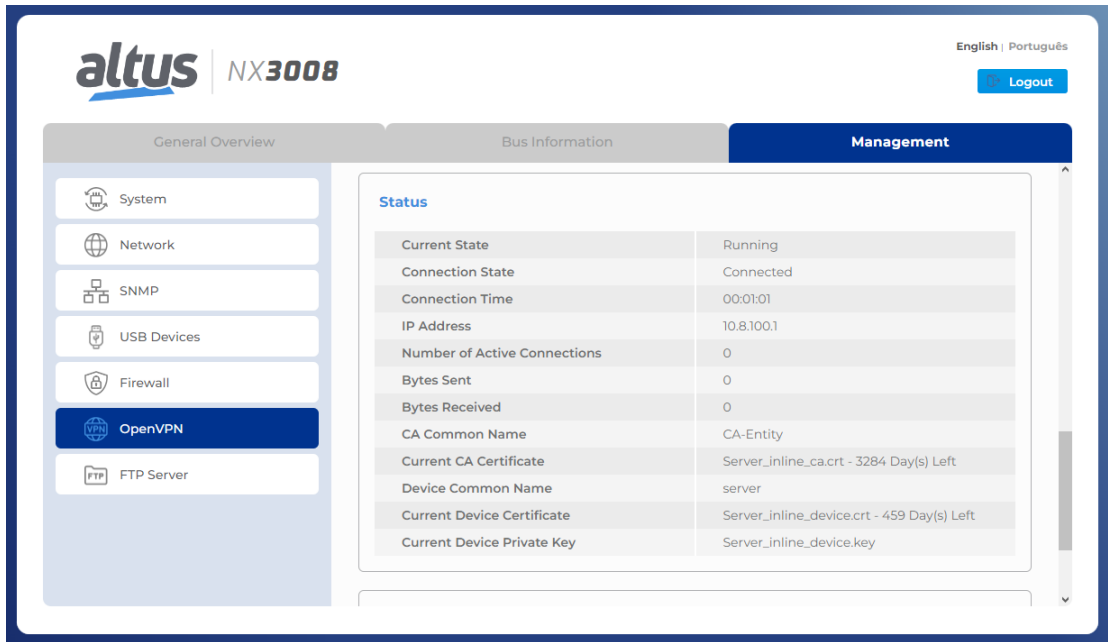 English | Português
altus | NX3008
Logout
General Overview
Bus Information
Management
System
Network
SNMP
USB Devices
Firewall
VPN OpenVPN
FTP FTP Server
Status
Current State Running
Connection State Connected
Connection Time 00:01:01
IP Address 10.8.100.1
Number of Active Connections 0
Bytes Sent 0
Bytes Received 0
CA Common Name CA-Entity
Current CA Certificate Server_inline_ca.crt - 3284 Day(s) Left
Device Common Name server
Current Device Certificate Server_inline_device.crt - 459 Day(s) Left
Current Device Private Key Server_inline_device.key